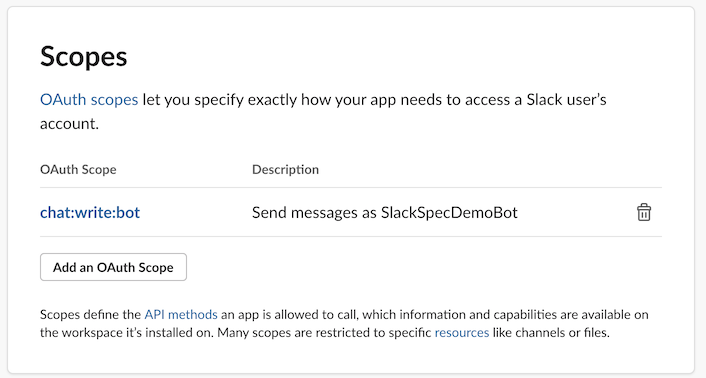 Scopes
OAuth scopes let you specify exactly how your app needs to access a Slack user's
account.
OAuth Scope Description
chat:write:bot Send messages as SlackSpecDemoBot
Add an OAuth Scope
Scopes define the API methods an app is allowed to call, which information and capabilities are available on
the workspace it's installed on. Many scopes are restricted to specific resources like channels or files.